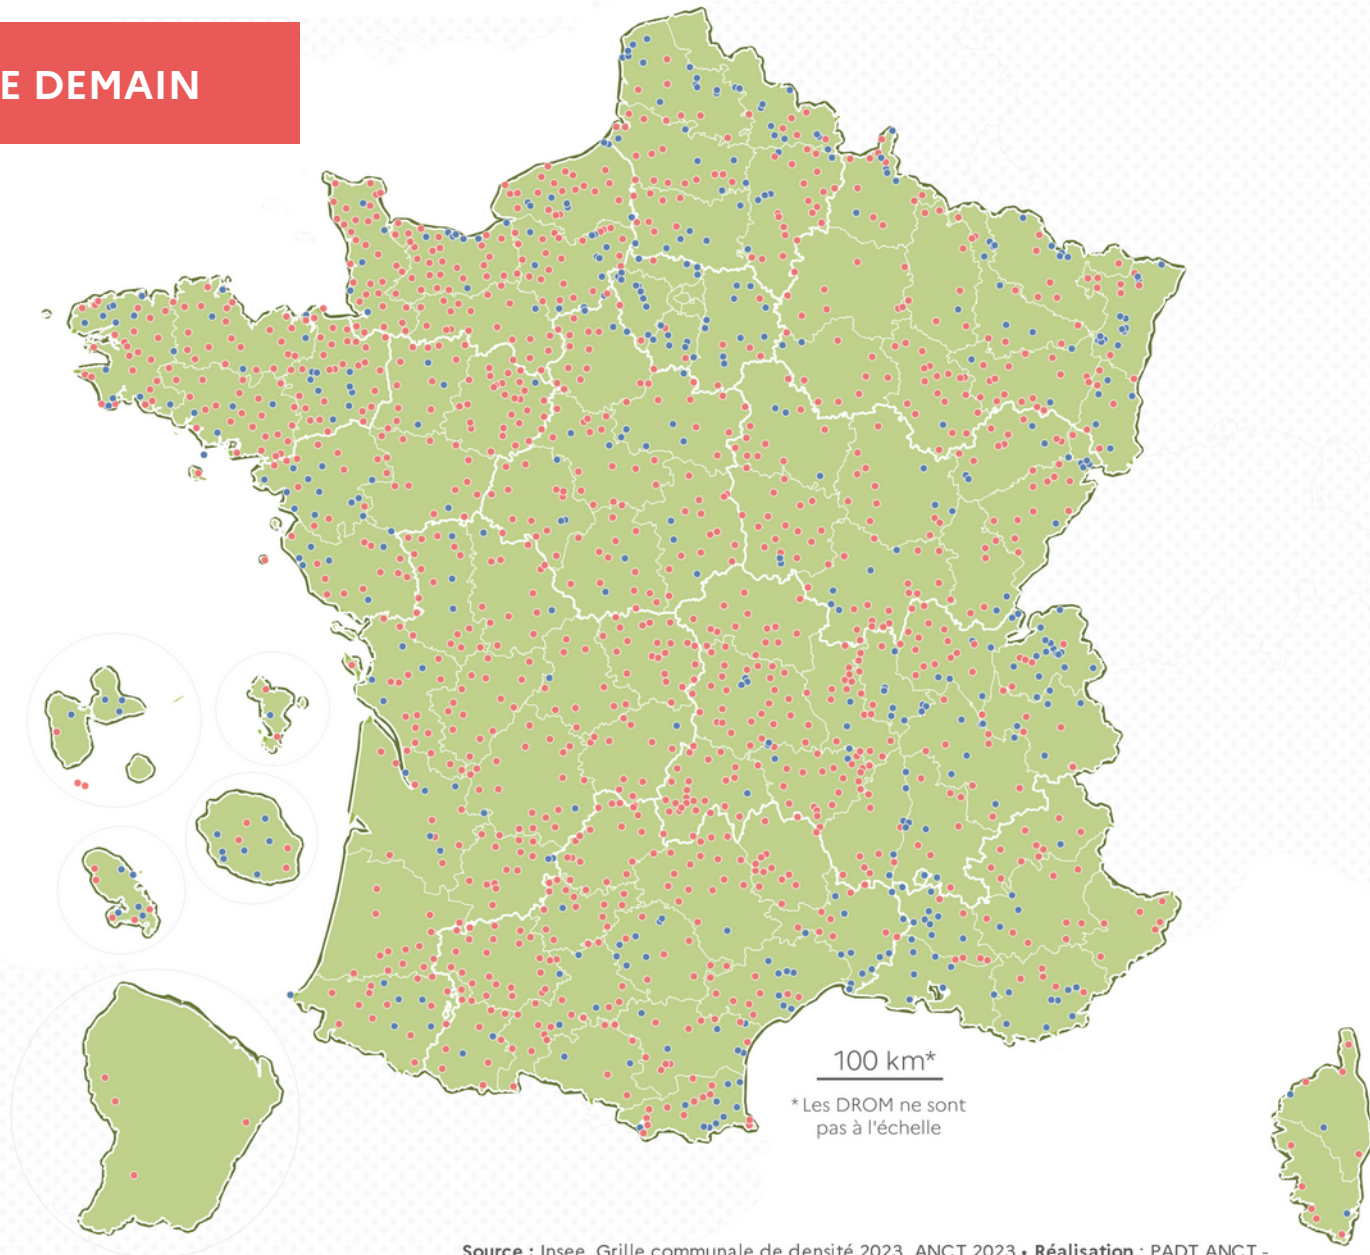 E DEMAIN
100 km*
* Les DROM ne sont
pas à l'échelle
Source : Insee, Grille communale de densité 2023, ANCT 2023 • Réalisation : PADT ANCT -